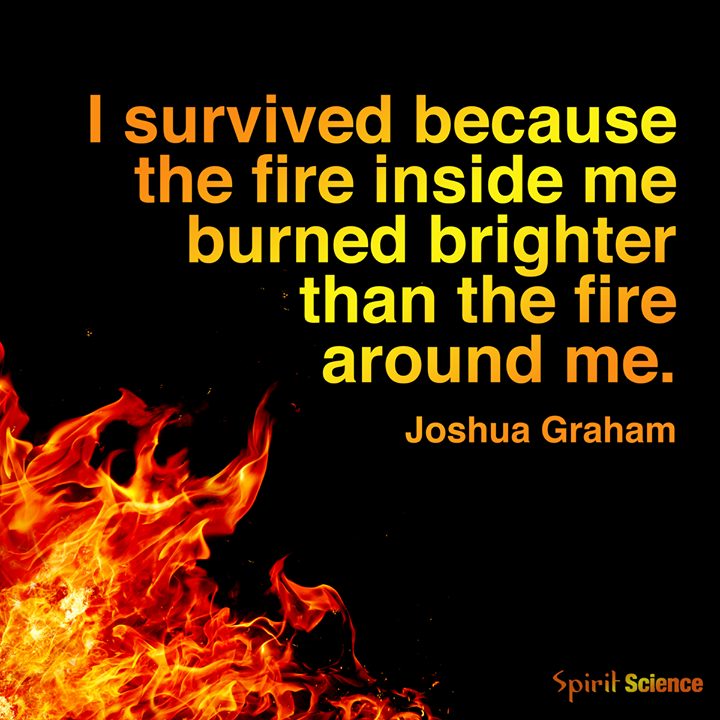 I survived because
the fire inside me
burned brighter
than the fire
around me.
Joshua Graham
Spirit Science